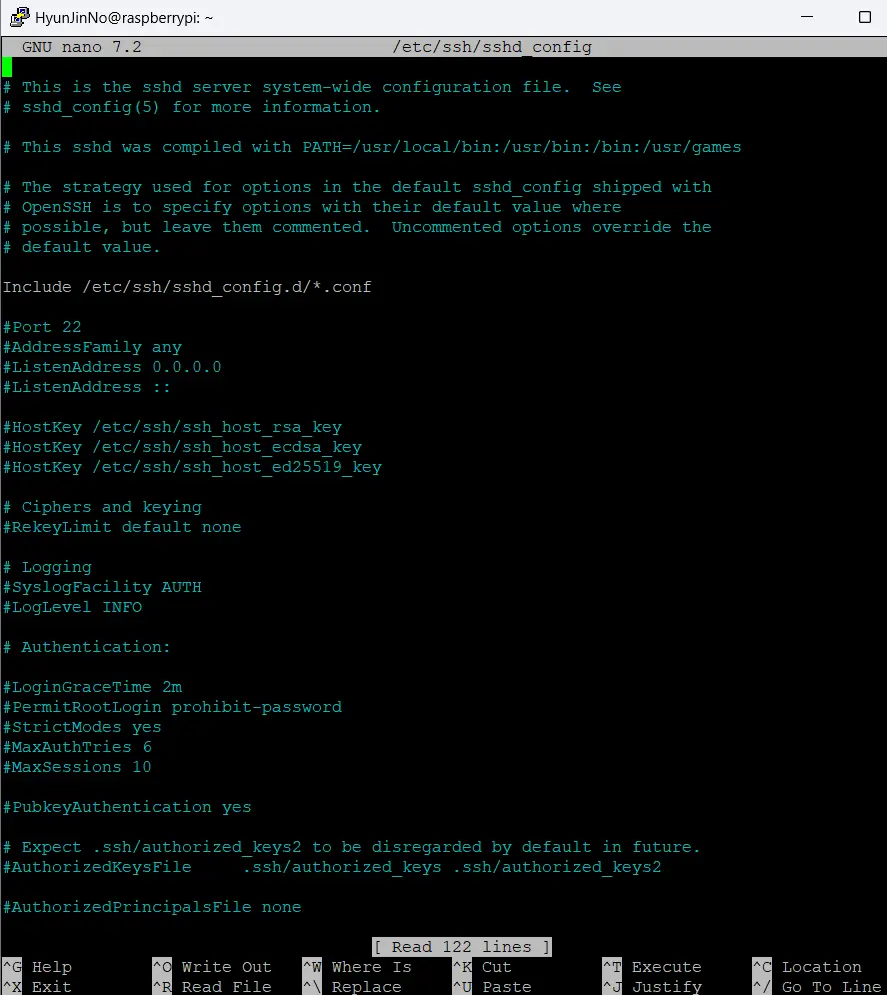 HyunJinNo@raspberrypi: ~
GNU nano 7.2 /etc/ssh/sshd_config
# This is the sshd server system-wide configuration file.  See
# sshd_config(5) for more information.
# This sshd was compiled with PATH=/usr/local/bin:/usr/bin:/bin:/usr/games
# The strategy used for options in the default sshd_config shipped with
# OpenSSH is to specify options with their default value where
# possible, but leave them commented.  Uncommented options override the
# default value.
Include /etc/ssh/sshd_config.d/*.conf
#Port 22
#AddressFamily any
#ListenAddress 0.0.0.0
#ListenAddress ::
#HostKey /etc/ssh/ssh_host_rsa_key
#HostKey /etc/ssh/ssh_host_ecdsa_key
#HostKey /etc/ssh/ssh_host_ed25519_key
# Ciphers and keying
#RekeyLimit default none
# Logging
#SyslogFacility AUTH
#LogLevel INFO
# Authentication:
#LoginGraceTime 2m
#PermitRootLogin prohibit-password
#StrictModes yes
#MaxAuthTries 6
#MaxSessions 10
#PubkeyAuthentication yes
# Expect .ssh/authorized_keys2 to be disregarded by default in future.
#AuthorizedKeysFile     .ssh/authorized_keys .ssh/authorized_keys2
#AuthorizedPrincipalsFile none
[ Read 122 lines ]
^G Help ^O Write Out ^W Where Is ^K Cut ^T Execute ^C Location
^X Exit ^R Read File ^\ Replace ^U Paste ^J Justify ^/ Go To Line